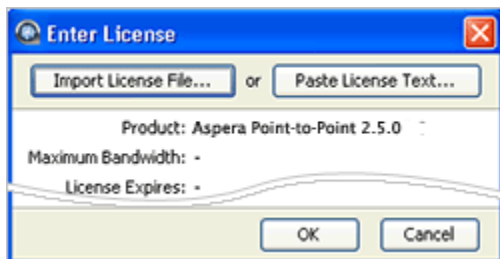 Enter License
Import License File... or Paste License Text...
Product: Aspera Point-to-Point 2.5.0
Maximum Bandwidth: -
License Expires: -
OK Cancel